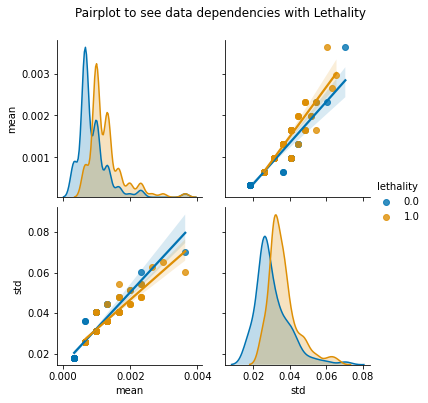 Pairplot to see data dependencies with Lethality
0.003
0.002
0.001
mean
lethality
0.0
1.0
0.08
0.06
0.04
0.02
std
0.000 0.002 0.004
mean
0.02 0.04 0.06 0.08
std